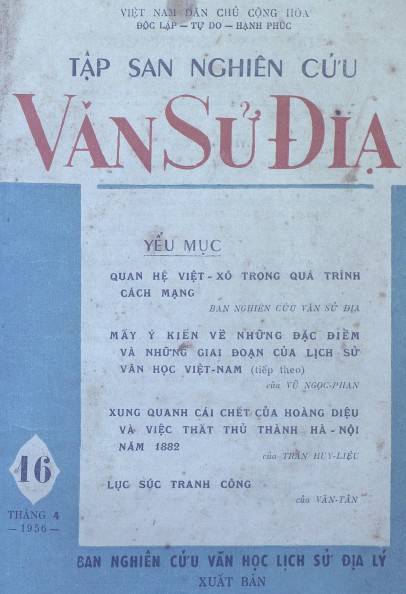 VIỆT NAM DÂN CHỦ CỘNG HÒA
ĐỘC LẬP — TỰ DO — HẠNH PHÚC
TẬP SAN NGHIÊN CỨU
VĂN SỬ ĐỊA
YẾU MỤC
QUAN HỆ VIỆT-XÔ TRONG QUÁ TRÌNH
CÁCH MẠNG
BAN NGHIÊN CỨU VĂN SỬ ĐỊA
MẤY Ý KIẾN VỀ NHỮNG ĐẶC ĐIỂM
VÀ NHỮNG GIAI ĐOẠN CỦA LỊCH SỬ
VĂN HỌC VIỆT-NAM (tiếp theo)
của VŨ NGỌC-PHAN
XUNG QUANH CÁI CHẾT CỦA HOÀNG DIỆU
VÀ VIỆC THẤT THỦ THÀNH HÀ-NỘI
NĂM 1882
của TRẦN HUY-LIỆU
LỤC SÚC TRANH CÔNG
của VĂN-TÂN
16
THÁNG 4
— 1956 —
BAN NGHIÊN CỨU VĂN HỌC LỊCH SỬ ĐỊA LÝ
XUẤT BẢN